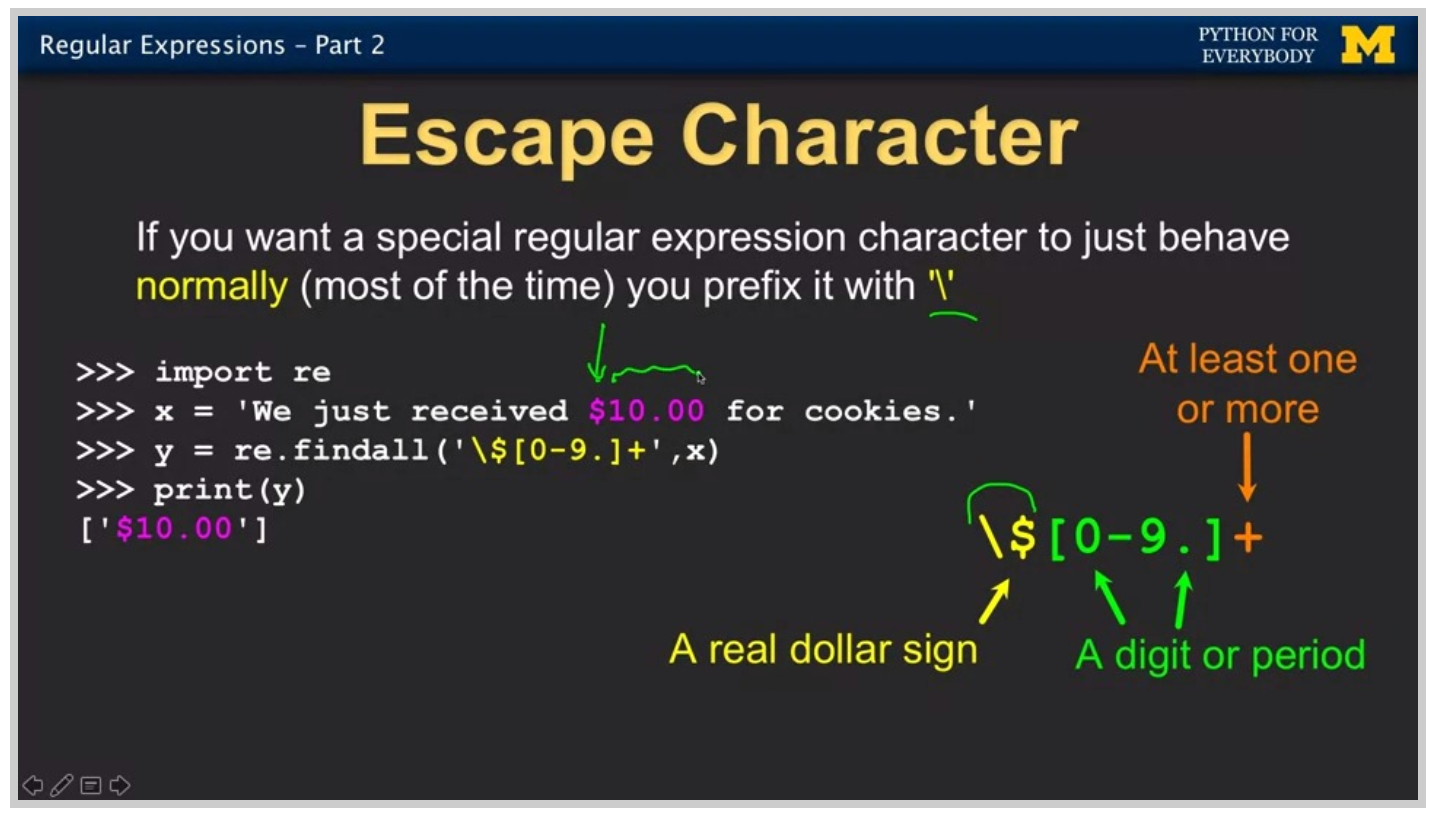 Regular Expressions – Part 2
PYTHON FOR
EVERYBODY
M
Escape Character
If you want a special regular expression character to just behave
normally (most of the time) you prefix it with '\'
>>> import re
>>> x = 'We just received $10.00 for cookies.'
>>> y = re.findall('\$[0-9.]+',x)
>>> print(y)
['$10.00']
At least one
or more
\$[0-9.]+
A real dollar sign
A digit or period